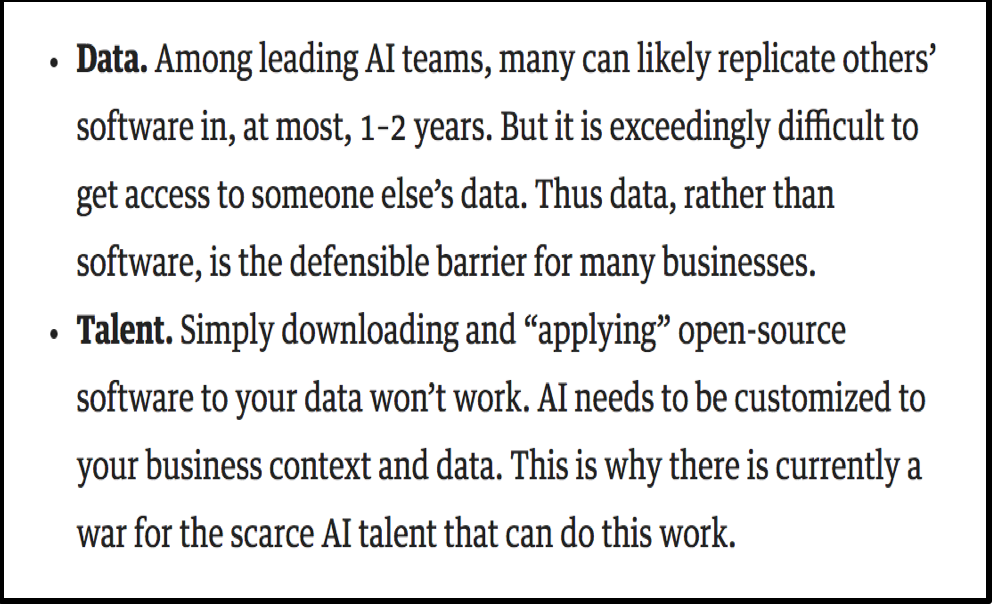 • Data. Among leading AI teams, many can likely replicate others’
software in, at most, 1-2 years. But it is exceedingly difficult to
get access to someone else’s data. Thus data, rather than
software, is the defensible barrier for many businesses.
• Talent. Simply downloading and “applying” open-source
software to your data won’t work. AI needs to be customized to
your business context and data. This is why there is currently a
war for the scarce AI talent that can do this work.